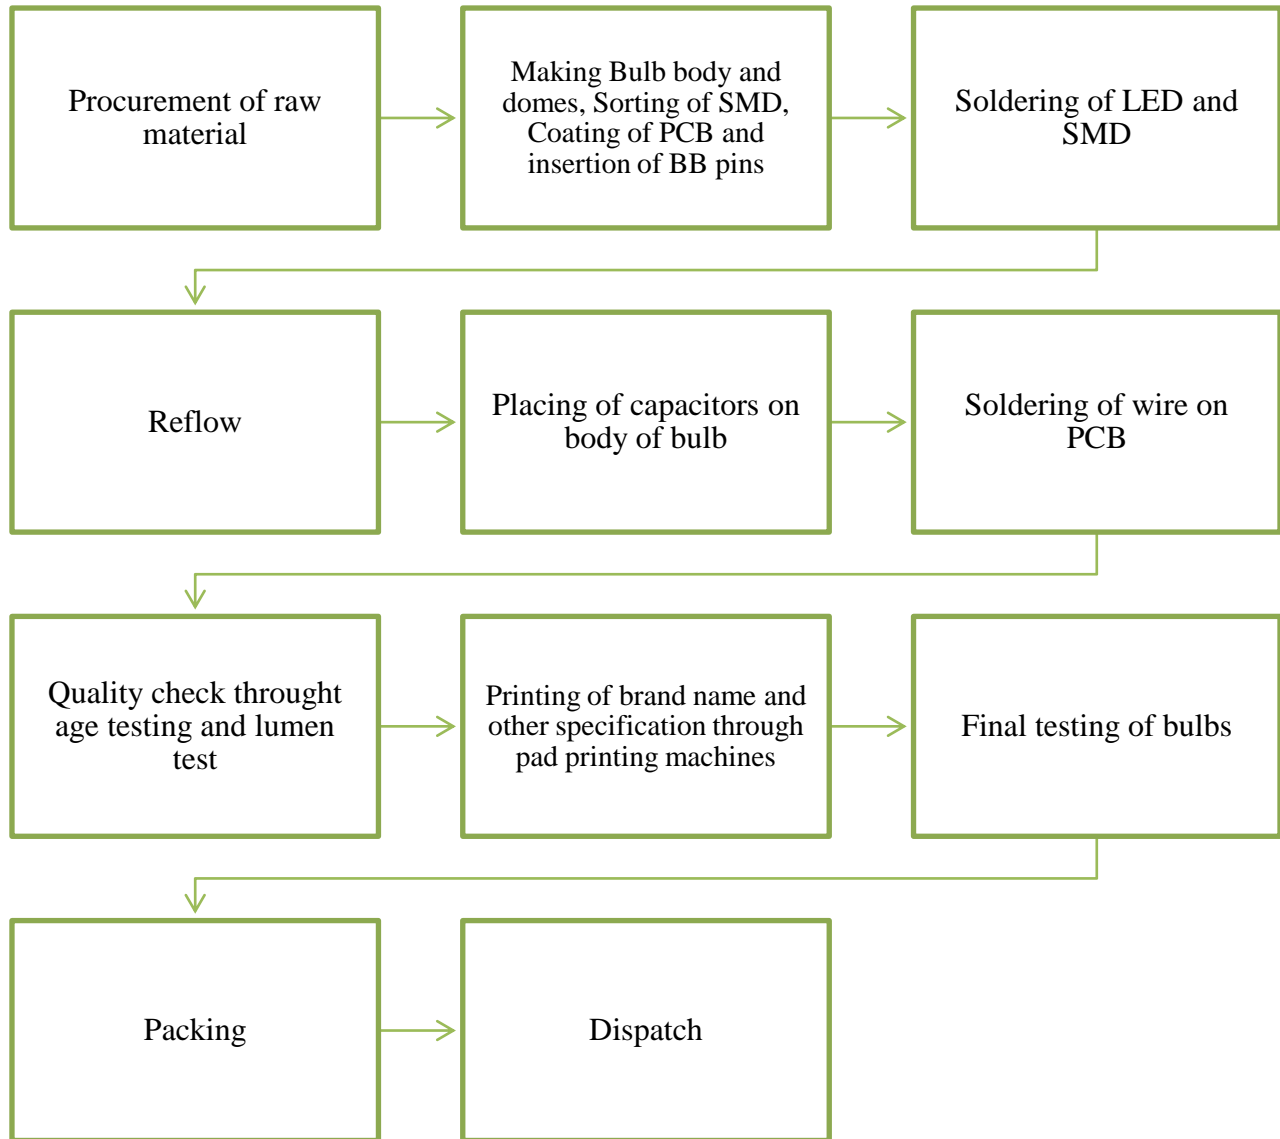 Procurement of raw
material
Making Bulb body and
domes, Sorting of SMD,
Coating of PCB and
insertion of BB pins
Soldering of LED and
SMD
Reflow
Placing of capacitors on
body of bulb
Soldering of wire on
PCB
Quality check throught
age testing and lumen
test
Printing of brand name and
other specification through
pad printing machines
Final testing of bulbs
Packing
Dispatch